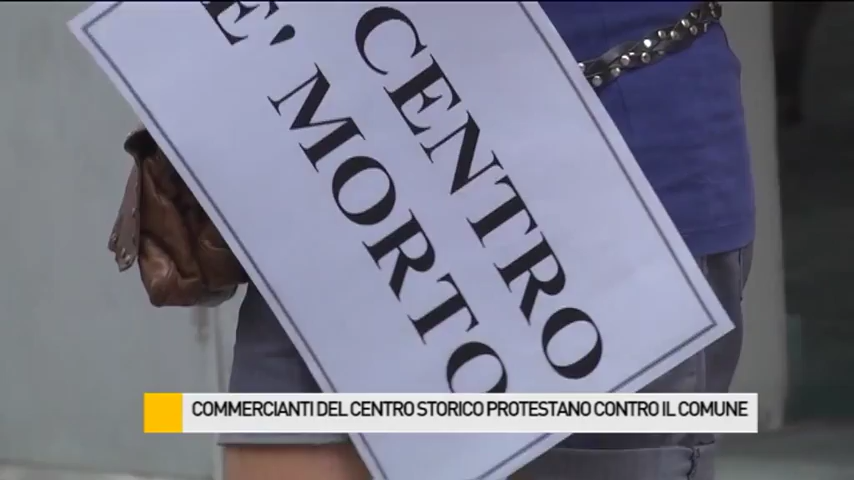 CENTRO
E' MORTO
COMMERCIANTI DEL CENTRO STORICO PROTESTANO CONTRO IL COMUNE